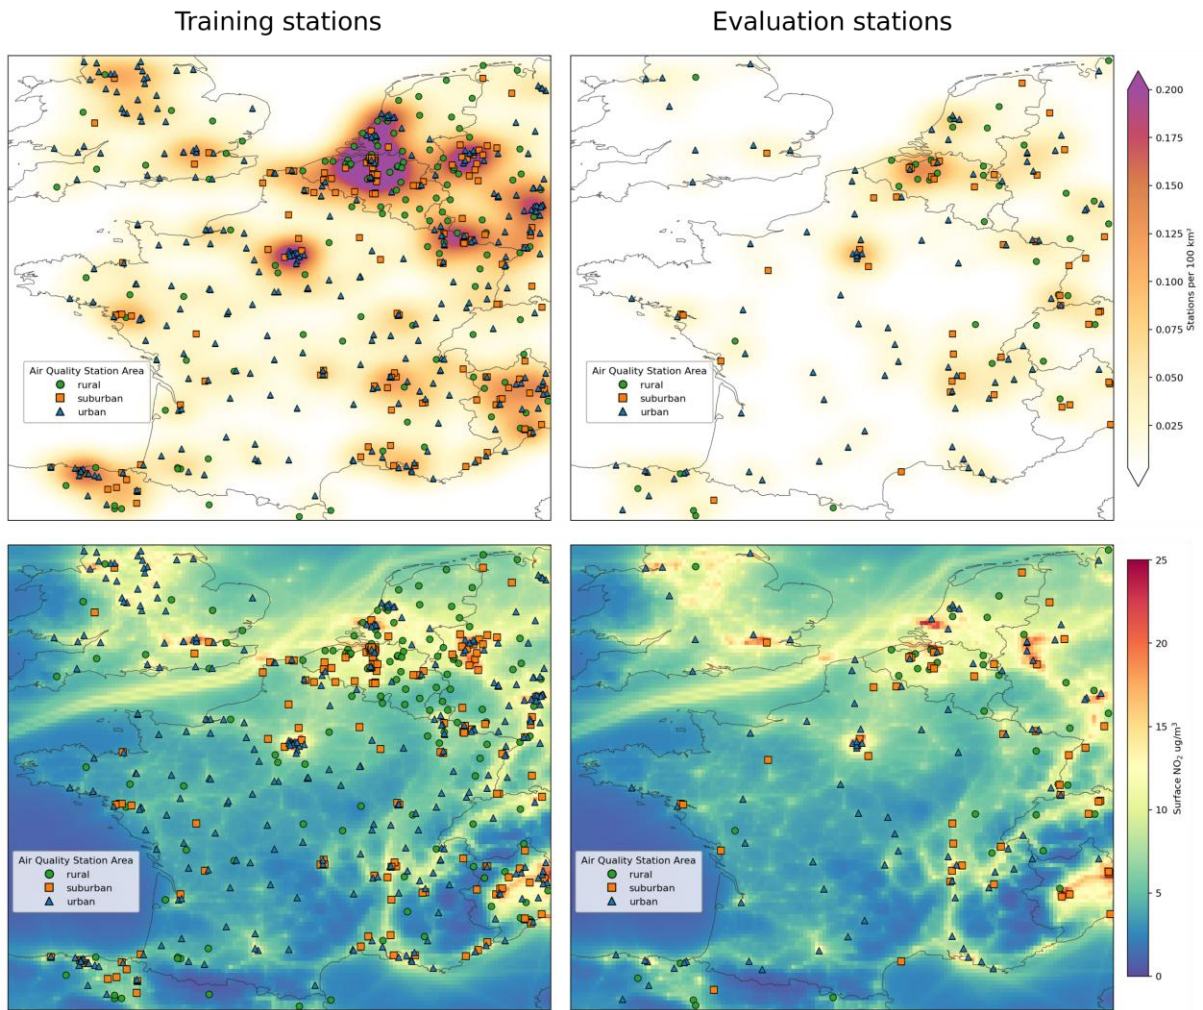 Training stations
Evaluation stations
Air Quality Station Area
rural
suburban
urban
Air Quality Station Area
rural
suburban
urban
0.200
0.175
0.150
0.125
0.100
0.075
0.050
0.025
Stations per 100 km²
Air Quality Station Area
rural
suburban
urban
Air Quality Station Area
rural
suburban
urban
25
20
15
10
5
0
Surface NO₂ ug/m³